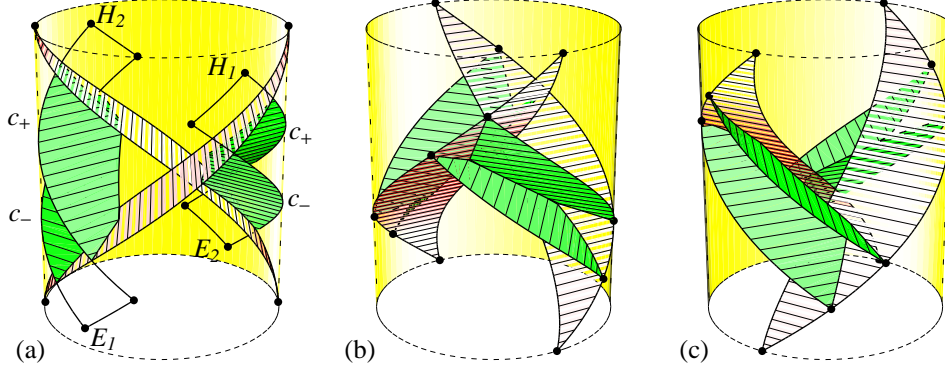 H₂
H₁
c₊
c₊
c₋
c₋
E₂
E₁
(a)
(b)
(c)